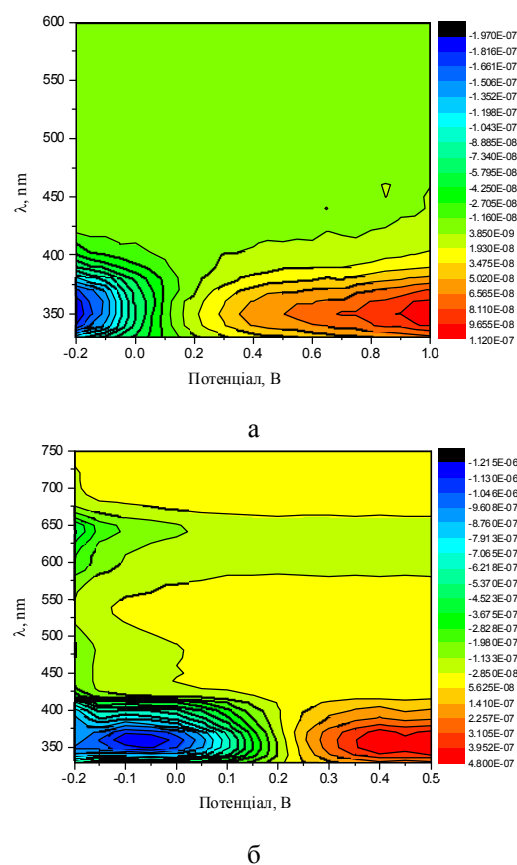 600
550
500
450
400
350
λ, nm
-0.2 0.0 0.2 0.4 0.6 0.8 1.0
Потенціал, В
-1.970E-07
-1.816E-07
-1.661E-07
-1.506E-07
-1.352E-07
-1.198E-07
-1.043E-07
-8.885E-08
-7.340E-08
-5.795E-08
-4.250E-08
-2.705E-08
-1.160E-08
3.850E-09
1.930E-08
3.475E-08
5.020E-08
6.565E-08
8.110E-08
9.655E-08
1.120E-07
а
750
700
650
600
550
500
450
400
350
λ, nm
-0.2 -0.1 0.0 0.1 0.2 0.3 0.4 0.5
Потенціал, В
-1.215E-06
-1.130E-06
-1.046E-06
-9.608E-07
-8.760E-07
-7.913E-07
-7.065E-07
-6.218E-07
-5.370E-07
-4.523E-07
-3.675E-07
-2.828E-07
-1.980E-07
-1.133E-07
-2.850E-08
5.625E-08
1.410E-07
2.257E-07
3.105E-07
3.952E-07
4.800E-07
б